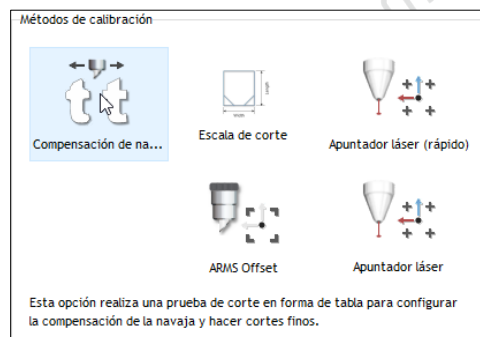 Métodos de calibración
Compensación de na...
Escala de corte
Apuntador láser (rápido)
ARMS Offset
Apuntador láser
Esta opción realiza una prueba de corte en forma de tabla para configurar
la compensación de la navaja y hacer cortes finos.